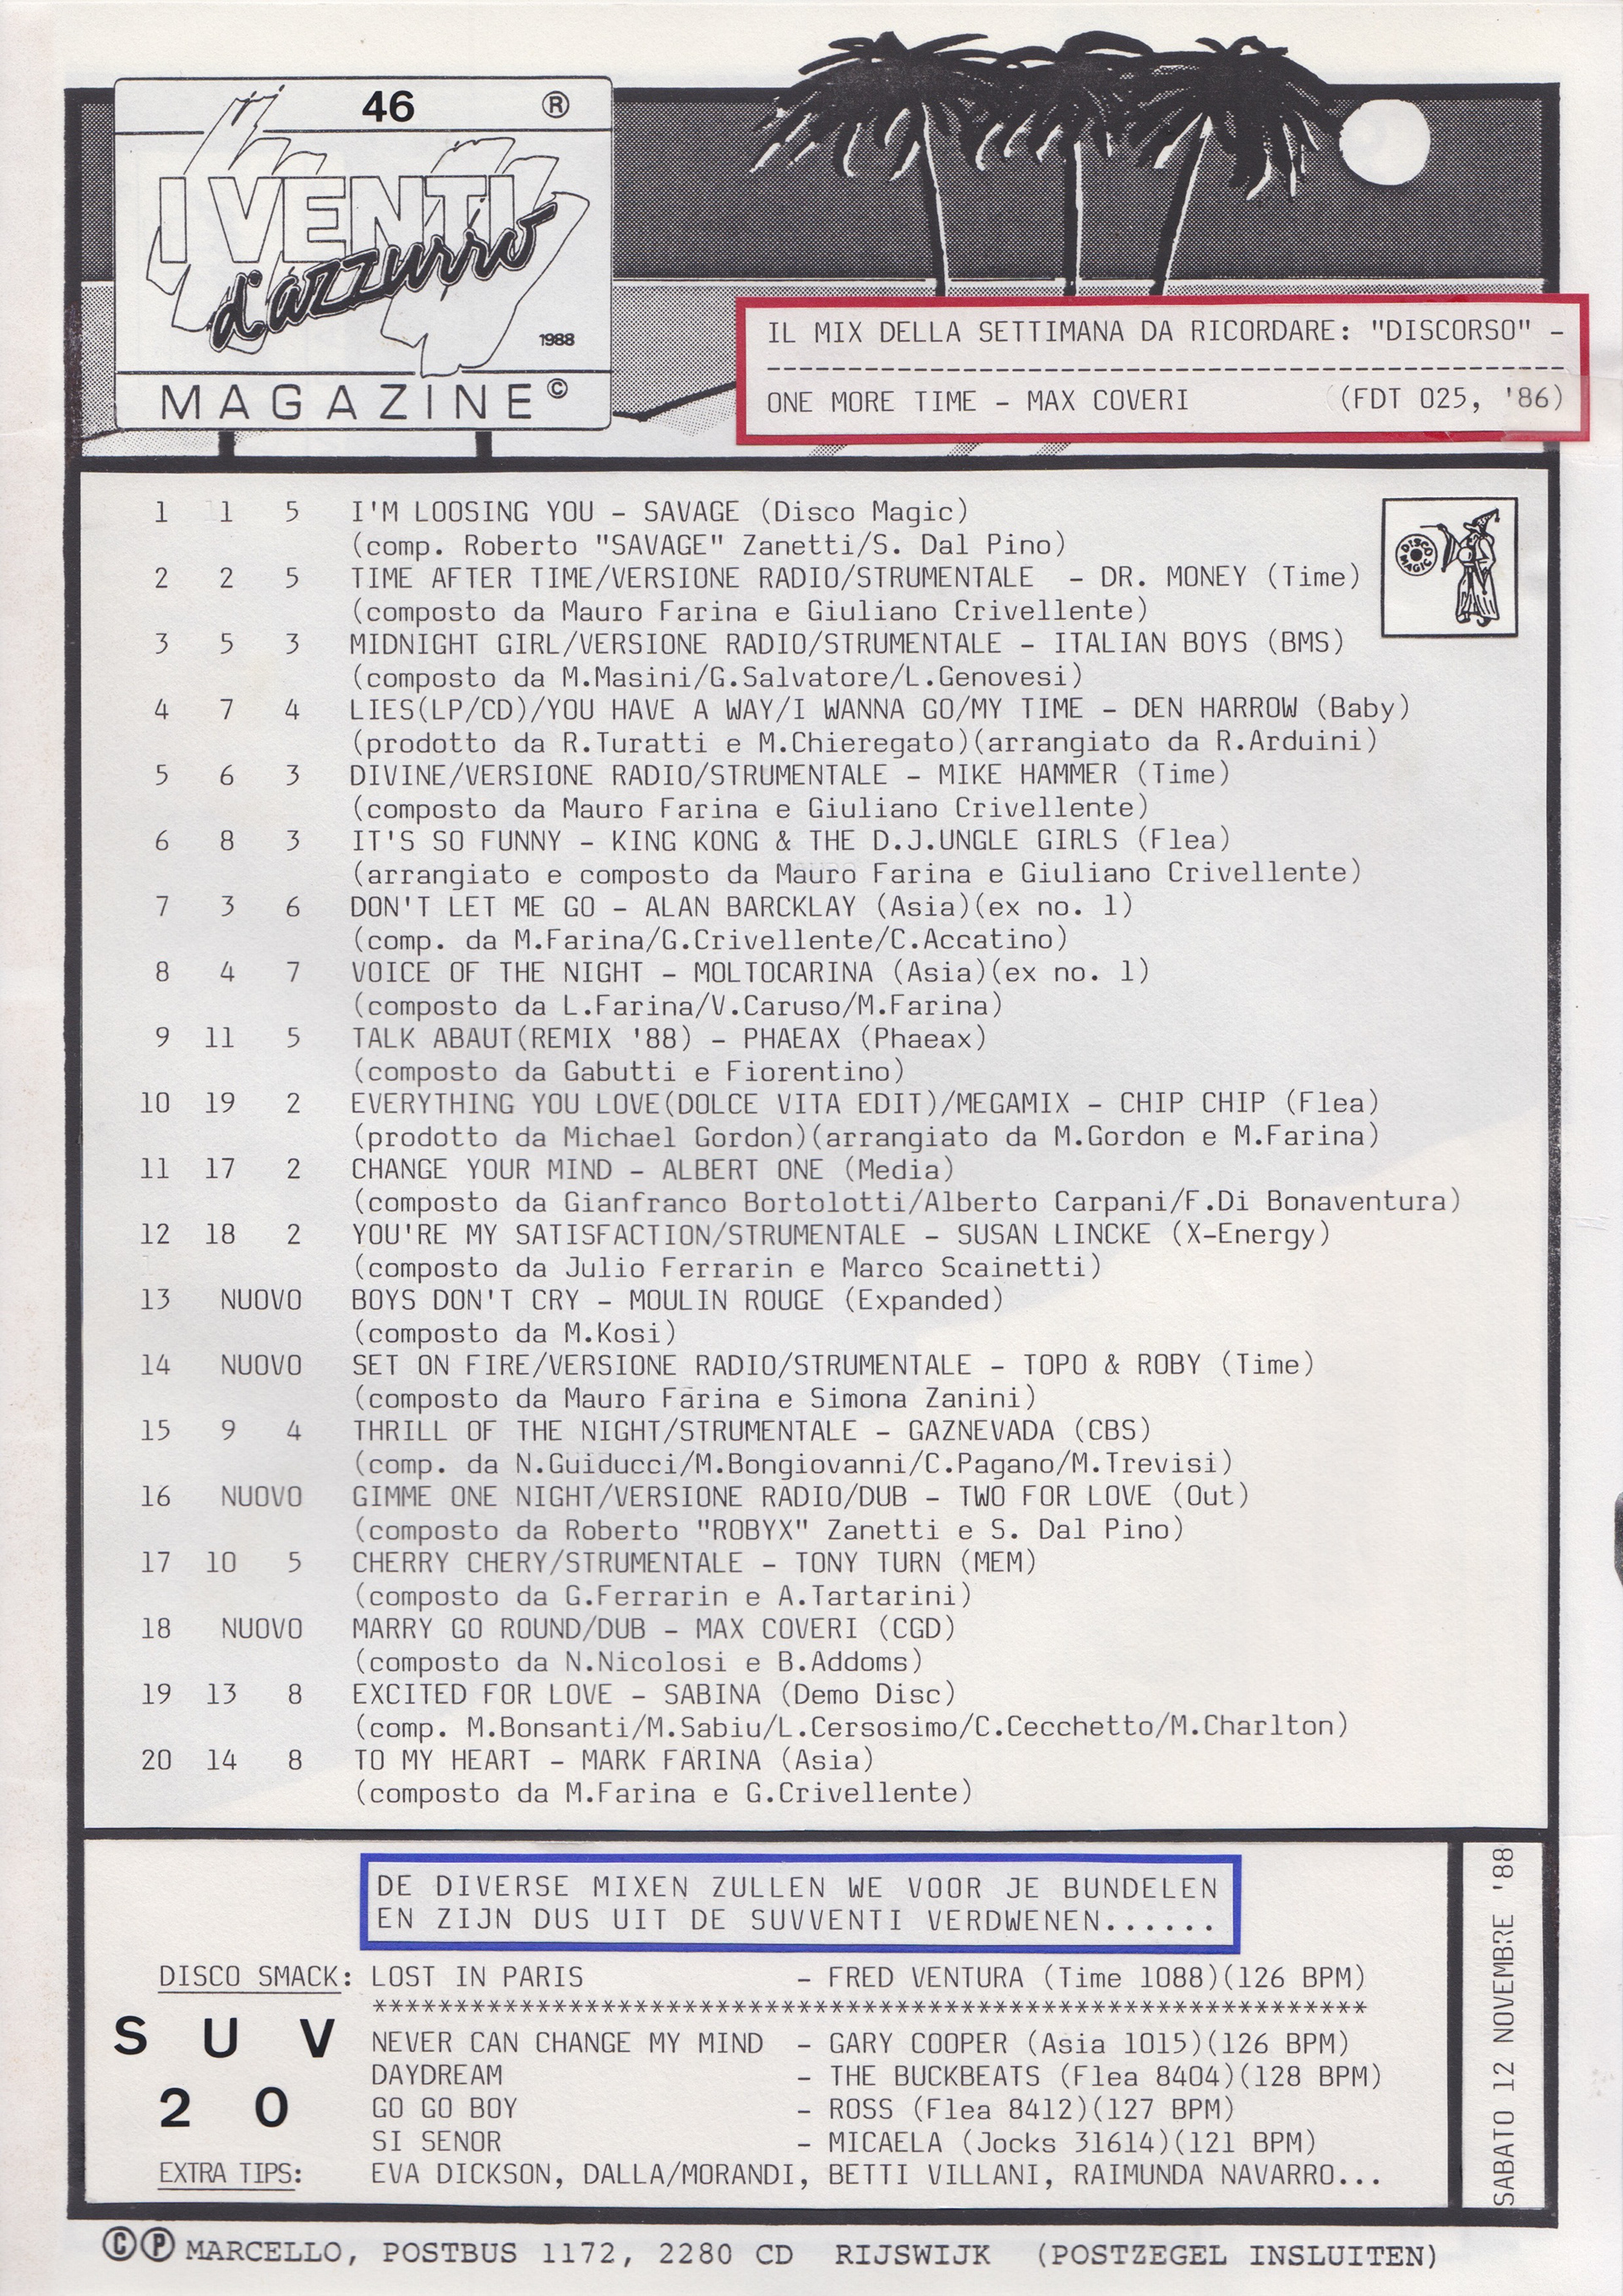 46 ®
I VENTI
d'azzurro
1988
MAGAZINE©
IL MIX DELLA SETTIMANA DA RICORDARE: "DISCORSO" -
-----------------------------------------------
ONE MORE TIME - MAX COVERI (FDT 025, '86)
1 1 5 I'M LOOSING YOU - SAVAGE (Disco Magic)
(comp. Roberto "SAVAGE" Zanetti/S. Dal Pino)
DISCO MAGIC
2 2 5 TIME AFTER TIME/VERSIONE RADIO/STRUMENTALE - DR. MONEY (Time)
(composto da Mauro Farina e Giuliano Crivellente)
3 5 3 MIDNIGHT GIRL/VERSIONE RADIO/STRUMENTALE - ITALIAN BOYS (BMS)
(composto da M.Masini/G.Salvatore/L.Genovesi)
4 7 4 LIES(LP/CD)/YOU HAVE A WAY/I WANNA GO/MY TIME - DEN HARROW (Baby)
(prodotto da R.Turatti e M.Chieregato)(arrangiato da R.Arduini)
5 6 3 DIVINE/VERSIONE RADIO/STRUMENTALE - MIKE HAMMER (Time)
(composto da Mauro Farina e Giuliano Crivellente)
6 8 3 IT'S SO FUNNY - KING KONG & THE D.J.UNGLE GIRLS (Flea)
(arrangiato e composto da Mauro Farina e Giuliano Crivellente)
7 3 6 DON'T LET ME GO - ALAN BARCKLAY (Asia)(ex no. 1)
(comp. da M.Farina/G.Crivellente/C.Accatino)
8 4 7 VOICE OF THE NIGHT - MOLTOCARINA (Asia)(ex no. 1)
(composto da L.Farina/V.Caruso/M.Farina)
9 11 5 TALK ABAUT(REMIX '88) - PHAEAX (Phaeax)
(composto da Gabutti e Fiorentino)
10 19 2 EVERYTHING YOU LOVE(DOLCE VITA EDIT)/MEGAMIX - CHIP CHIP (Flea)
(prodotto da Michael Gordon)(arrangiato da M.Gordon e M.Farina)
11 17 2 CHANGE YOUR MIND - ALBERT ONE (Media)
(composto da Gianfranco Bortolotti/Alberto Carpani/F.Di Bonaventura)
12 18 2 YOU'RE MY SATISFACTION/STRUMENTALE - SUSAN LINCKE (X-Energy)
(composto da Julio Ferrarin e Marco Scainetti)
13 NUOVO BOYS DON'T CRY - MOULIN ROUGE (Expanded)
(composto da M.Kosi)
14 NUOVO SET ON FIRE/VERSIONE RADIO/STRUMENTALE - TOPO & ROBY (Time)
(composto da Mauro Farina e Simona Zanini)
15 9 4 THRILL OF THE NIGHT/STRUMENTALE - GAZNEVADA (CBS)
(comp. da N.Guiducci/M.Bongiovanni/C.Pagano/M.Trevisi)
16 NUOVO GIMME ONE NIGHT/VERSIONE RADIO/DUB - TWO FOR LOVE (Out)
(composto da Roberto "ROBYX" Zanetti e S. Dal Pino)
17 10 5 CHERRY CHERY/STRUMENTALE - TONY TURN (MEM)
(composto da G.Ferrarin e A.Tartarini)
18 NUOVO MARRY GO ROUND/DUB - MAX COVERI (CGD)
(composto da N.Nicolosi e B.Addoms)
19 13 8 EXCITED FOR LOVE - SABINA (Demo Disc)
(comp. M.Bonsanti/M.Sabiu/L.Cersosimo/C.Cecchetto/M.Charlton)
20 14 8 TO MY HEART - MARK FARINA (Asia)
(composto da M.Farina e G.Crivellente)
DE DIVERSE MIXEN ZULLEN WE VOOR JE BUNDELEN
EN ZIJN DUS UIT DE SUVVENTI VERDWENEN......
DISCO SMACK: LOST IN PARIS - FRED VENTURA (Time 1088)(126 BPM)
*************************************************************
S U V
2 0
NEVER CAN CHANGE MY MIND - GARY COOPER (Asia 1015)(126 BPM)
DAYDREAM - THE BUCKBEATS (Flea 8404)(128 BPM)
GO GO BOY - ROSS (Flea 8412)(127 BPM)
SI SENOR - MICAELA (Jocks 31614)(121 BPM)
EXTRA TIPS: EVA DICKSON, DALLA/MORANDI, BETTI VILLANI, RAIMUNDA NAVARRO...
SABATO 12 NOVEMBRE '88
©℗ MARCELLO, POSTBUS 1172, 2280 CD RIJSWIJK (POSTZEGEL INSLUITEN)